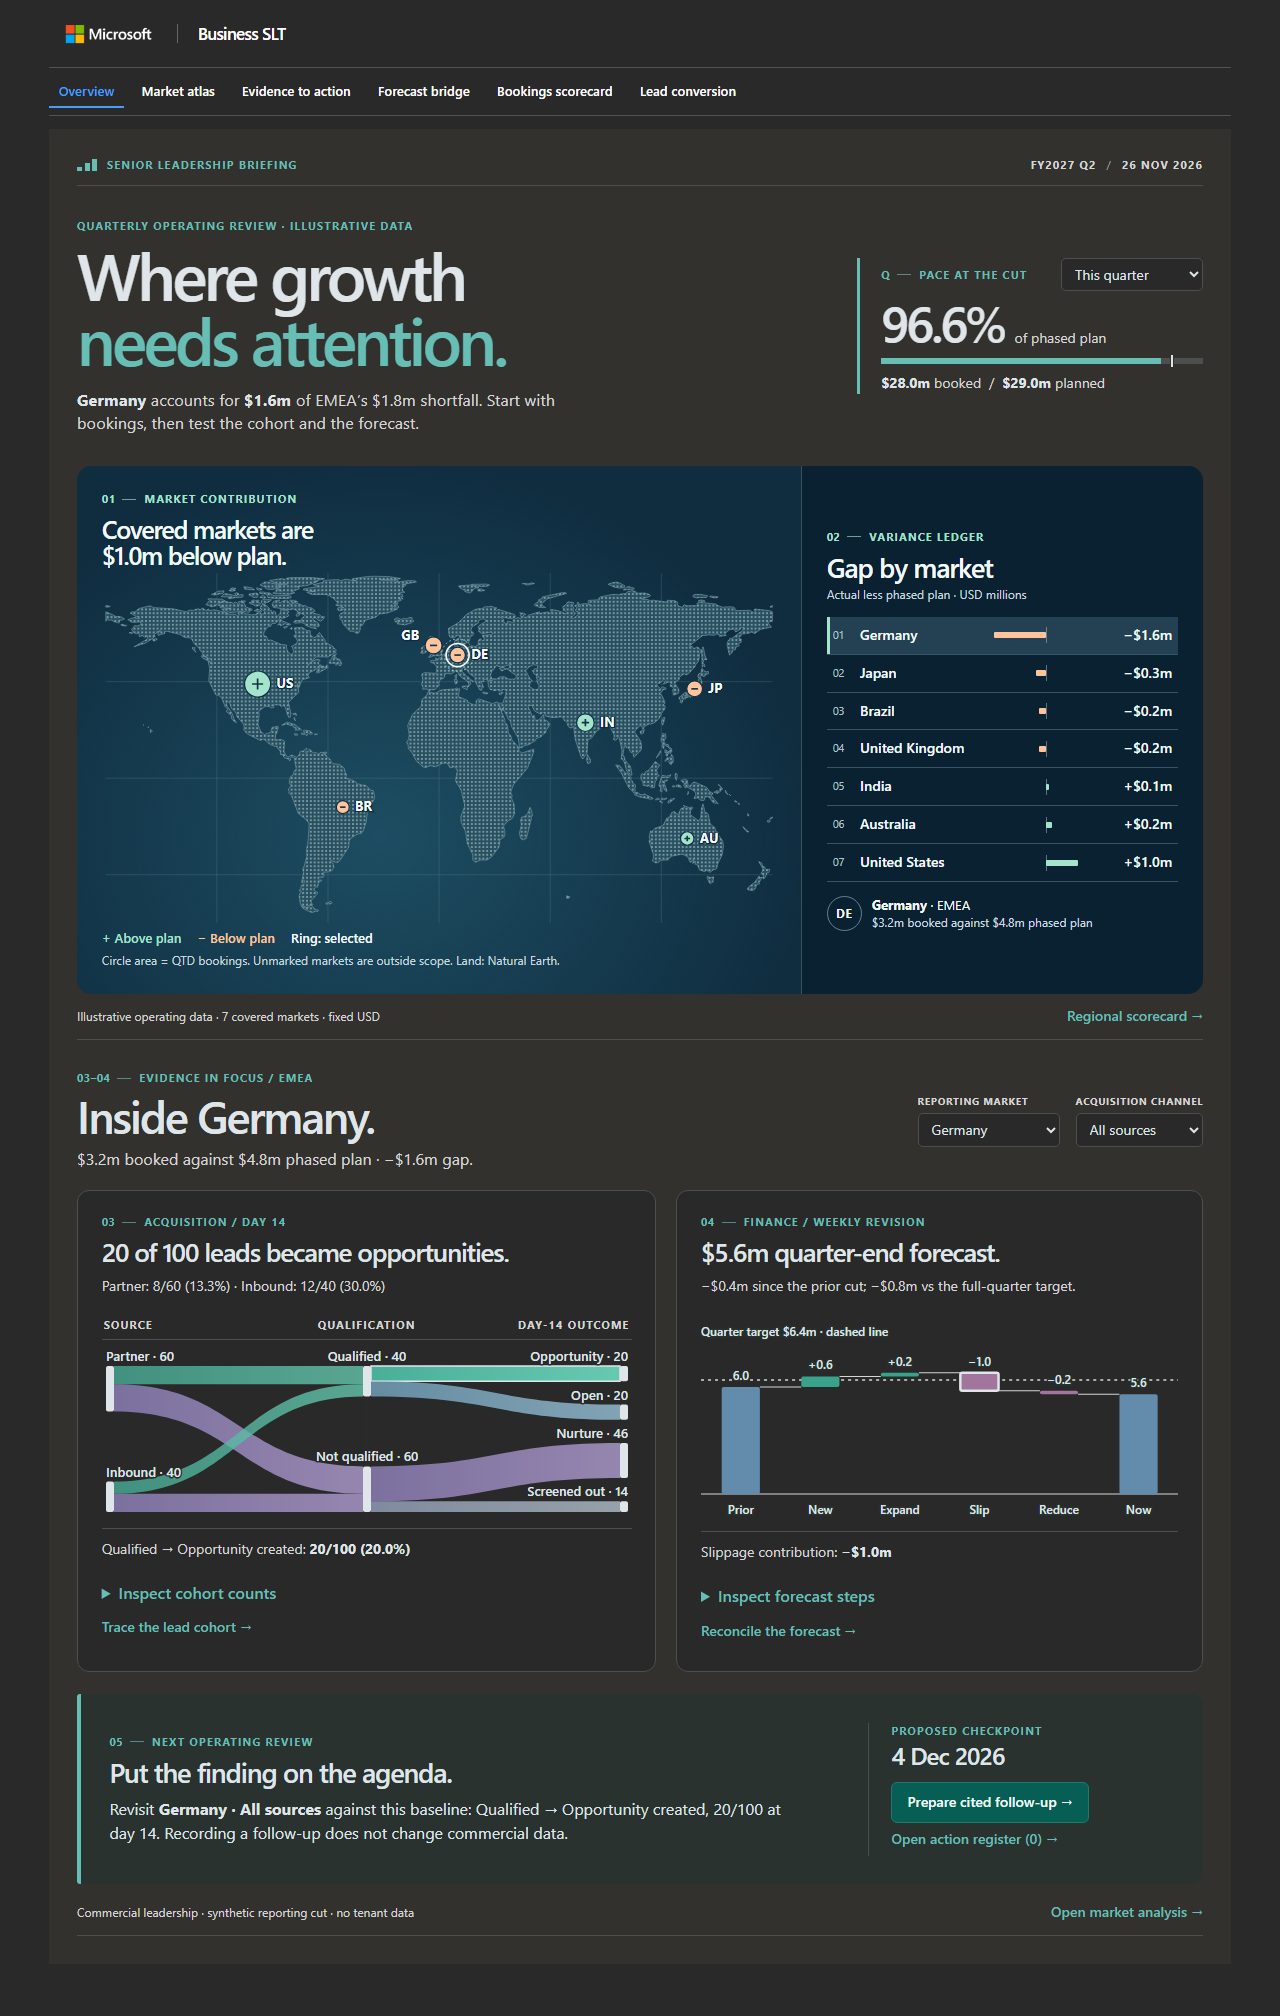 Microsoft
Business SLT
Overview
Market atlas
Evidence to action
Forecast bridge
Bookings scorecard
Lead conversion
SENIOR LEADERSHIP BRIEFING
FY2027 Q2 / 26 NOV 2026
QUARTERLY OPERATING REVIEW · ILLUSTRATIVE DATA
Where growth
needs attention.
Germany accounts for $1.6m of EMEA’s $1.8m shortfall. Start with
bookings, then test the cohort and the forecast.
Q — PACE AT THE CUT
This quarter
96.6% of phased plan
$28.0m booked / $29.0m planned
01 — MARKET CONTRIBUTION
Covered markets are
$1.0m below plan.
GB
DE
US
JP
IN
BR
AU
+ Above plan − Below plan Ring: selected
Circle area = QTD bookings. Unmarked markets are outside scope. Land: Natural Earth.
02 — VARIANCE LEDGER
Gap by market
Actual less phased plan · USD millions
01 Germany −$1.6m
02 Japan −$0.3m
03 Brazil −$0.2m
04 United Kingdom −$0.2m
05 India +$0.1m
06 Australia +$0.2m
07 United States +$1.0m
DE
Germany · EMEA
$3.2m booked against $4.8m phased plan
Illustrative operating data · 7 covered markets · fixed USD
Regional scorecard →
03–04 — EVIDENCE IN FOCUS / EMEA
Inside Germany.
$3.2m booked against $4.8m phased plan · −$1.6m gap.
REPORTING MARKET
Germany
ACQUISITION CHANNEL
All sources
03 — ACQUISITION / DAY 14
20 of 100 leads became opportunities.
Partner: 8/60 (13.3%) · Inbound: 12/40 (30.0%)
SOURCE QUALIFICATION DAY-14 OUTCOME
Partner · 60
Qualified · 40
Opportunity · 20
Open · 20
Nurture · 46
Not qualified · 60
Inbound · 40
Screened out · 14
Qualified → Opportunity created: 20/100 (20.0%)
▶ Inspect cohort counts
Trace the lead cohort →
04 — FINANCE / WEEKLY REVISION
$5.6m quarter-end forecast.
−$0.4m since the prior cut; −$0.8m vs the full-quarter target.
Quarter target $6.4m · dashed line
6.0 +0.6 +0.2 −1.0 −0.2 5.6
Prior New Expand Slip Reduce Now
Slippage contribution: −$1.0m
▶ Inspect forecast steps
Reconcile the forecast →
05 — NEXT OPERATING REVIEW
Put the finding on the agenda.
Revisit Germany · All sources against this baseline: Qualified → Opportunity created, 20/100 at
day 14. Recording a follow-up does not change commercial data.
PROPOSED CHECKPOINT
4 Dec 2026
Prepare cited follow-up →
Open action register (0) →
Commercial leadership · synthetic reporting cut · no tenant data
Open market analysis →